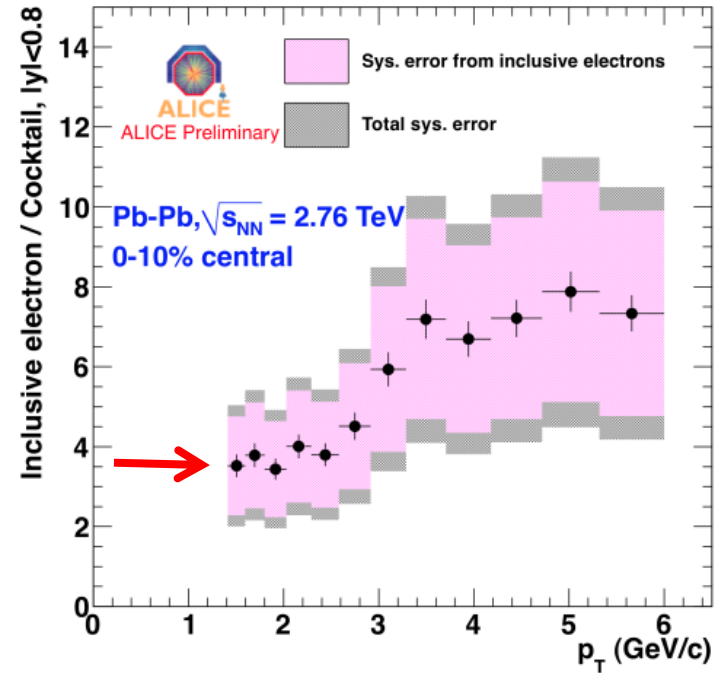 Inclusive electron / Cocktail, |y|<0.8
14
12
10
8
6
4
2
0
ALICE
ALICE Preliminary
Sys. error from inclusive electrons
Total sys. error
Pb-Pb, √s_NN = 2.76 TeV
0-10% central
0 1 2 3 4 5 6
p_T (GeV/c)